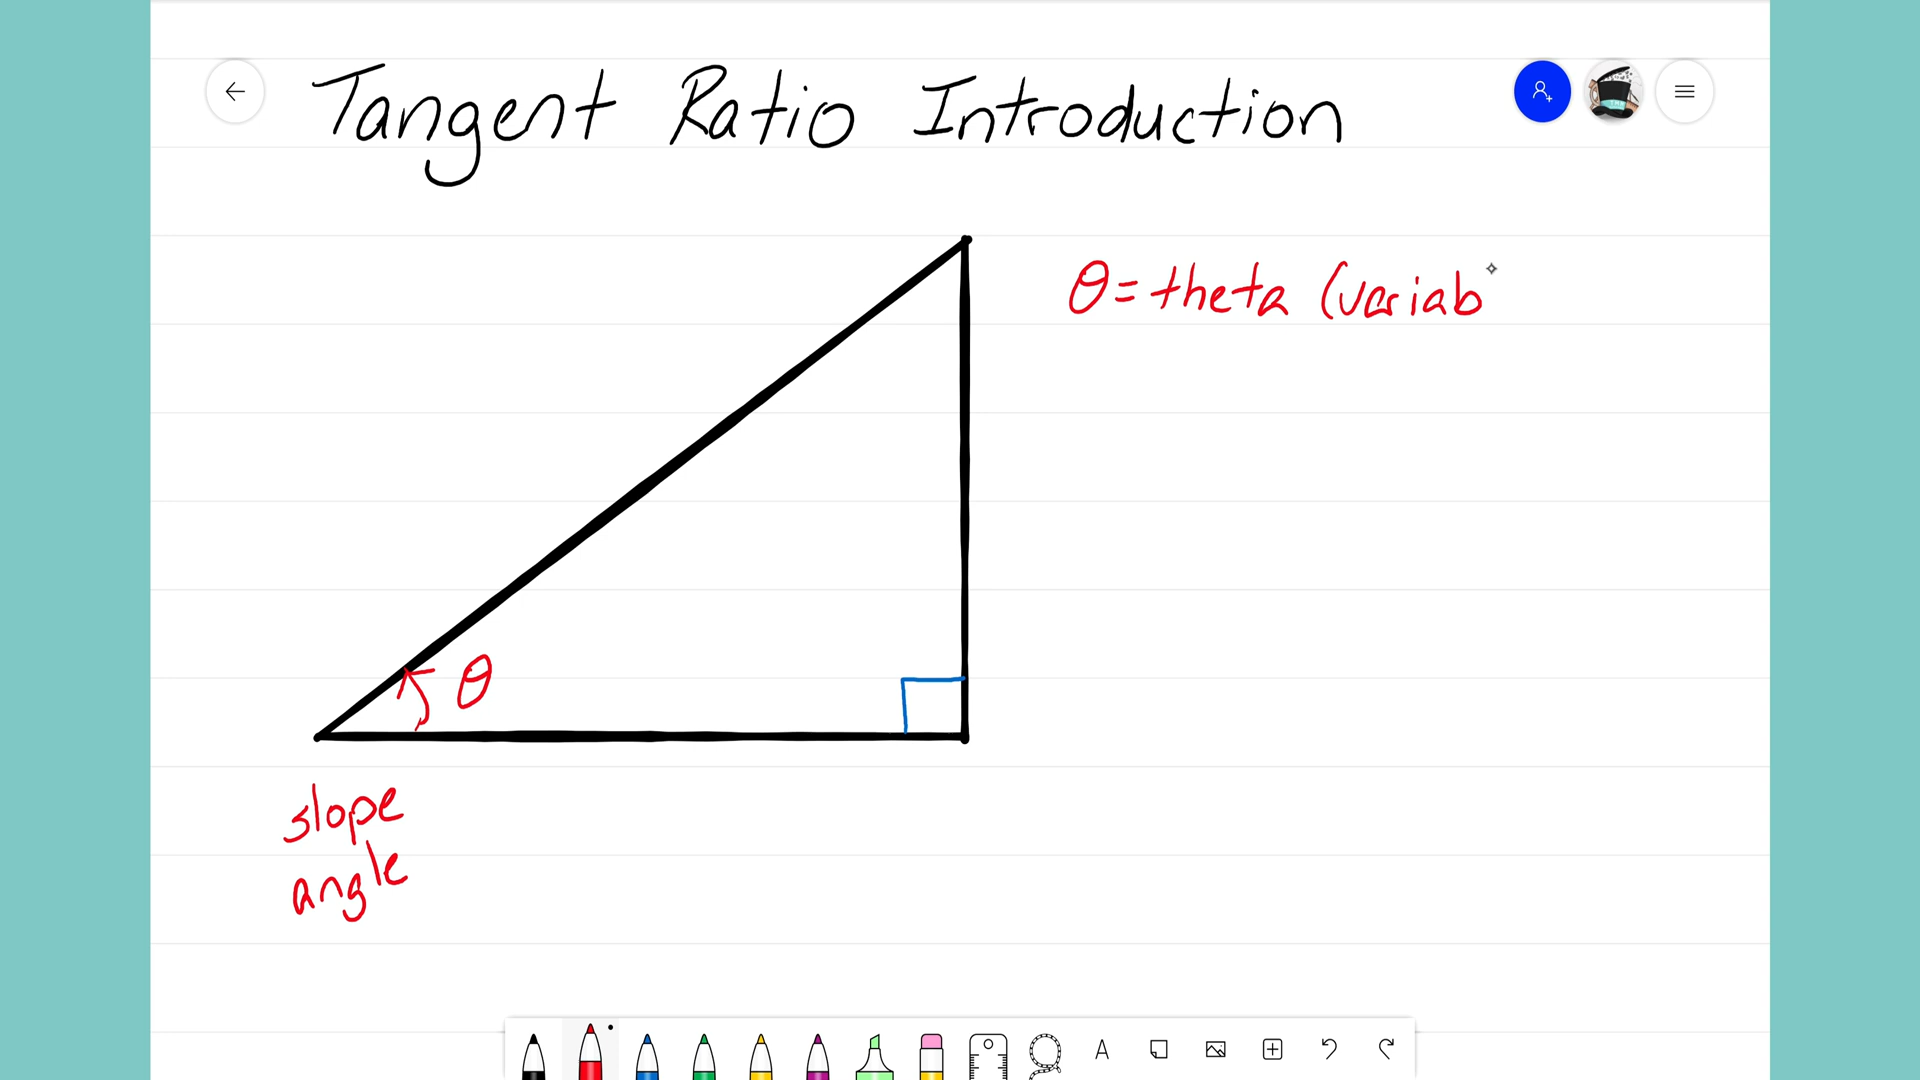 Tangent Ratio Introduction
θ = theta (variab
θ
slope
angle
A